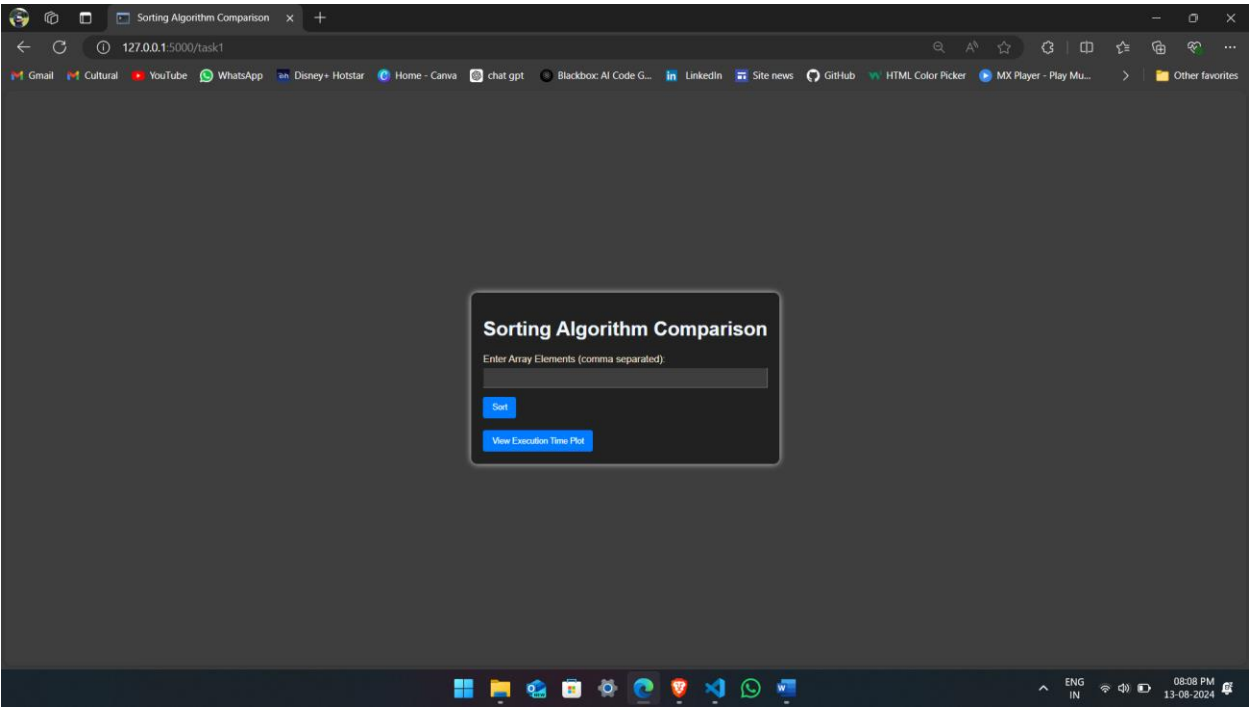 Sorting Algorithm Comparison
127.0.0.1:5000/task1
Gmail Cultural YouTube WhatsApp Disney+ Hotstar Home - Canva chat gpt Blackbox: AI Code G... LinkedIn Site news GitHub HTML Color Picker MX Player - Play Mu... Other favorites
Sorting Algorithm Comparison
Enter Array Elements (comma separated):
Sort
View Execution Time Plot
ENG 08:08 PM
IN 13-08-2024